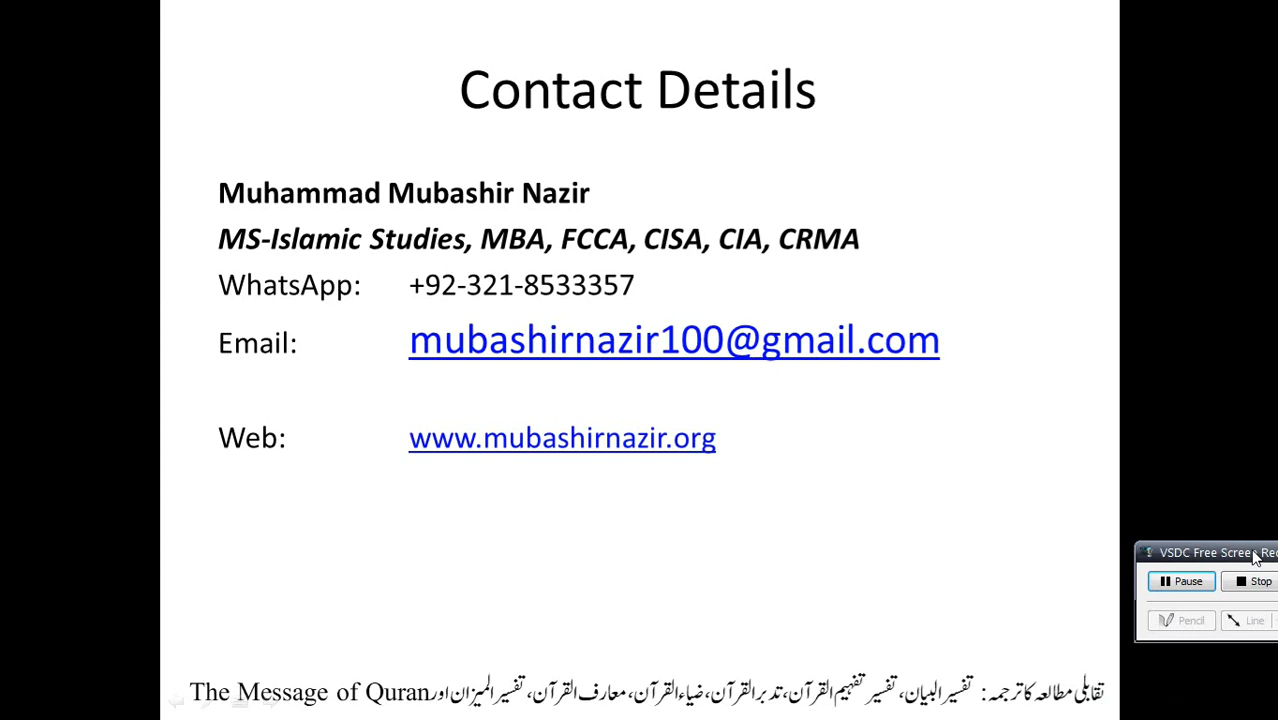 Contact Details
Muhammad Mubashir Nazir
MS-Islamic Studies, MBA, FCCA, CISA, CIA, CRMA
WhatsApp: +92-321-8533357
Email: mubashirnazir100@gmail.com
Web: www.mubashirnazir.org
VSDC Free Screen Rec
Pause Stop
Pencil Line
تقابلی مطالعہ کا ترجمہ: تفسیر البیان، تفسیر تفہیم القرآن، تدبر القرآن، ضیاء القرآن، معارف القرآن، تفسیر المیزان اور The Message of Quran